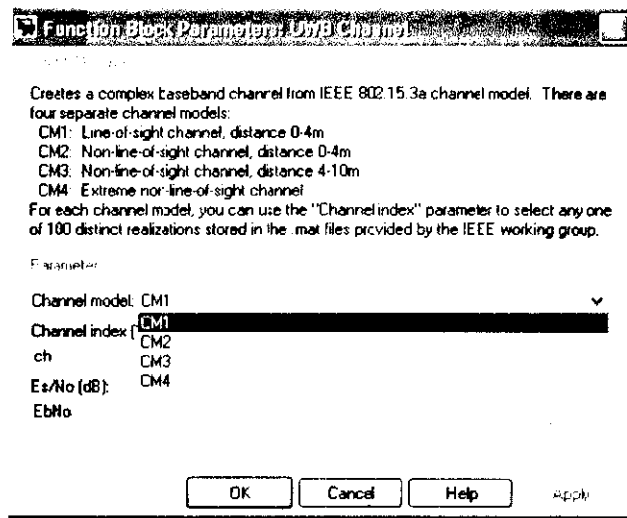 Function Block Parameters: UWB Channel
Creates a complex baseband channel from IEEE 802.15.3a channel model. There are
four separate channel models:
CM1: Line-of-sight channel, distance 0-4m
CM2: Non-line-of-sight channel, distance 0-4m
CM3: Non-line-of-sight channel, distance 4-10m
CM4: Extreme non-line-of-sight channel
For each channel model, you can use the "Channel index" parameter to select any one
of 100 distinct realizations stored in the .mat files provided by the IEEE working group.
Parameter
Channel model: CM1
Channel index (
CM1
CM2
ch
CM3
Es/No (dB):
CM4
EbNo
OK Cancel Help Apply